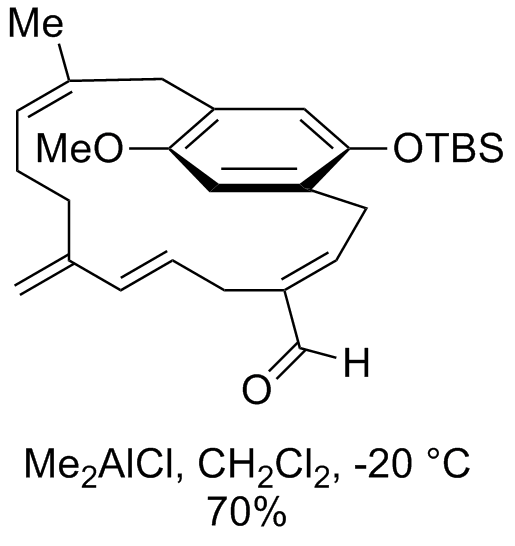 Me
MeO
OTBS
H
O
Me₂AlCl, CH₂Cl₂, -20 °C
70%